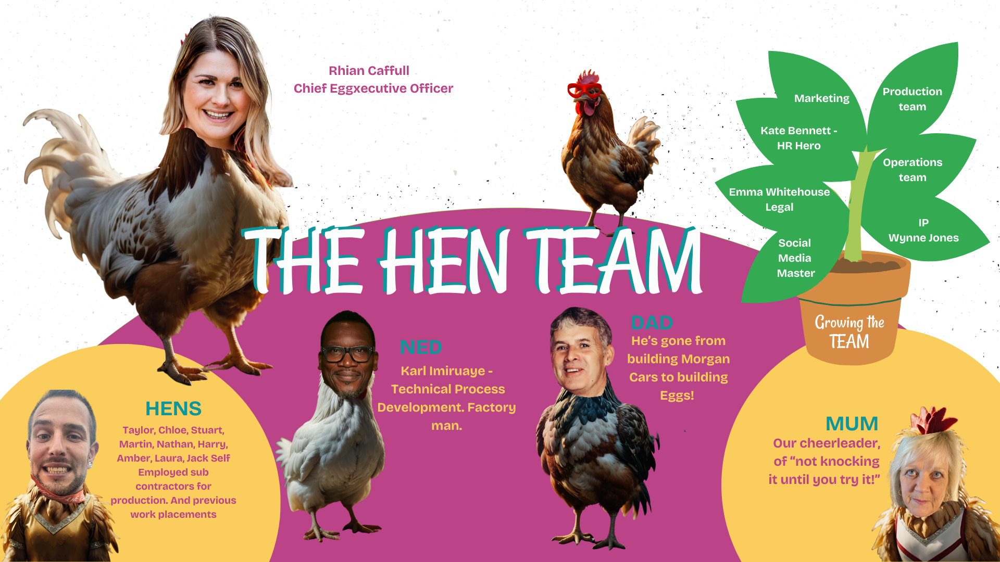 Rhian Caffull
Chief Eggxecutive Officer
Marketing
Production
team
Kate Bennett -
HR Hero
Operations
team
Emma Whitehouse
Legal
IP
Wynne Jones
Social
Media
Master
Growing the
TEAM
THE HEN TEAM
NED
Karl Imiruaye -
Technical Process
Development. Factory
man.
DAD
He's gone from
building Morgan
Cars to building
Eggs!
HENS
Taylor, Chloe, Stuart,
Martin, Nathan, Harry,
Amber, Laura, Jack Self
Employed sub
contractors for
production. And previous
work placements
MUM
Our cheerleader,
of “not knocking
it until you try it!”